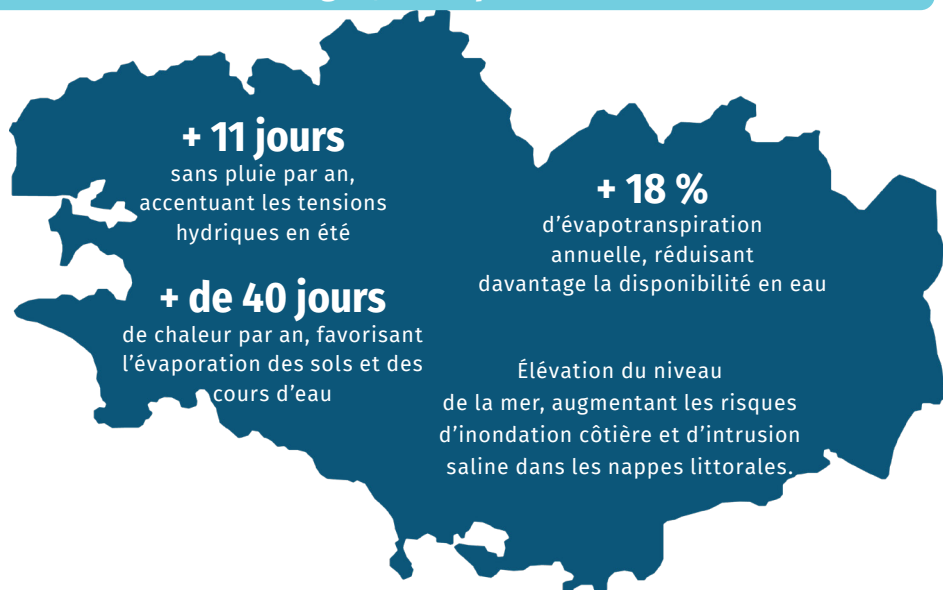 + 11 jours
sans pluie par an,
accentuant les tensions
hydriques en été
+ de 40 jours
de chaleur par an, favorisant
l'évaporation des sols et des
cours d'eau
+ 18 %
d'évapotranspiration
annuelle, réduisant
davantage la disponibilité en eau
Élévation du niveau
de la mer, augmentant les risques
d'inondation côtière et d'intrusion
saline dans les nappes littorales.